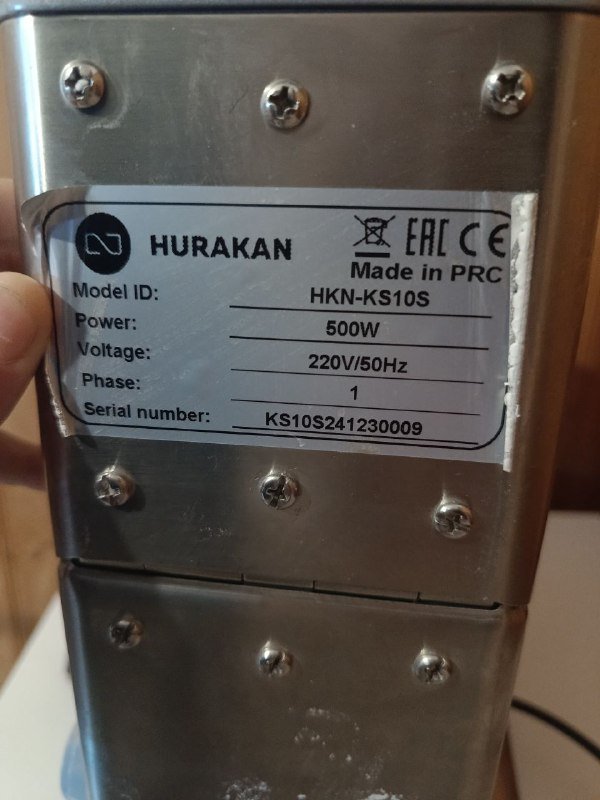 HURAKAN EAC CE
Made in PRC
Model ID: HKN-KS10S
Power: 500W
Voltage: 220V/50Hz
Phase: 1
Serial number: KS10S241230009